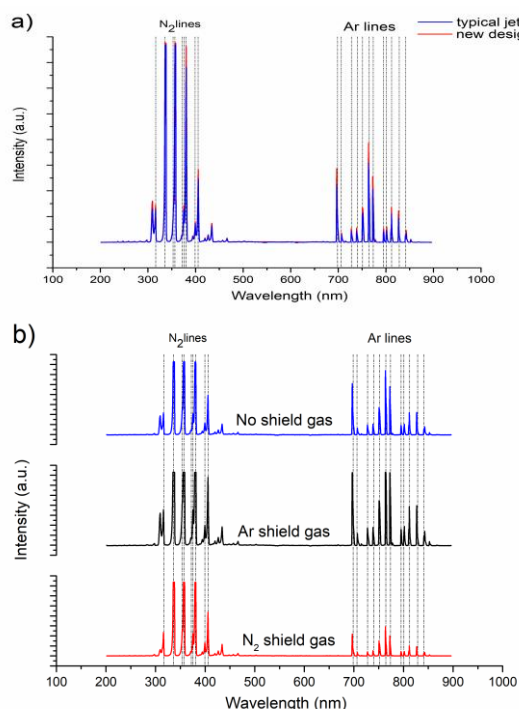 a)
N2lines
Ar lines
typical jet
new desig
Intensity (a.u.)
100 200 300 400 500 600 700 800 900 1000
Wavelength (nm)
b)
N2lines
Ar lines
No shield gas
Ar shield gas
N2 shield gas
Intensity (a.u.)
100 200 300 400 500 600 700 800 900 1000
Wavelength (nm)